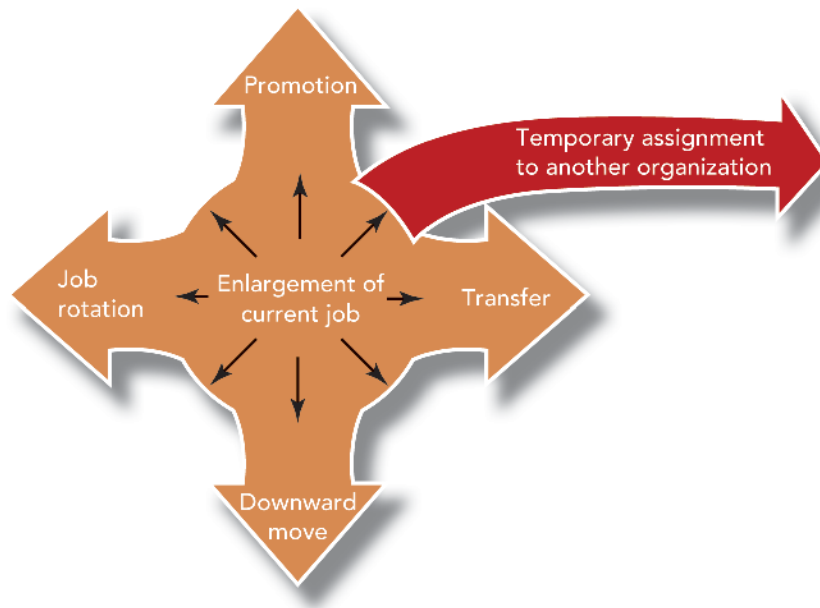 Promotion
Temporary assignment
to another organization
Job
rotation
Enlargement of
current job
Transfer
Downward
move